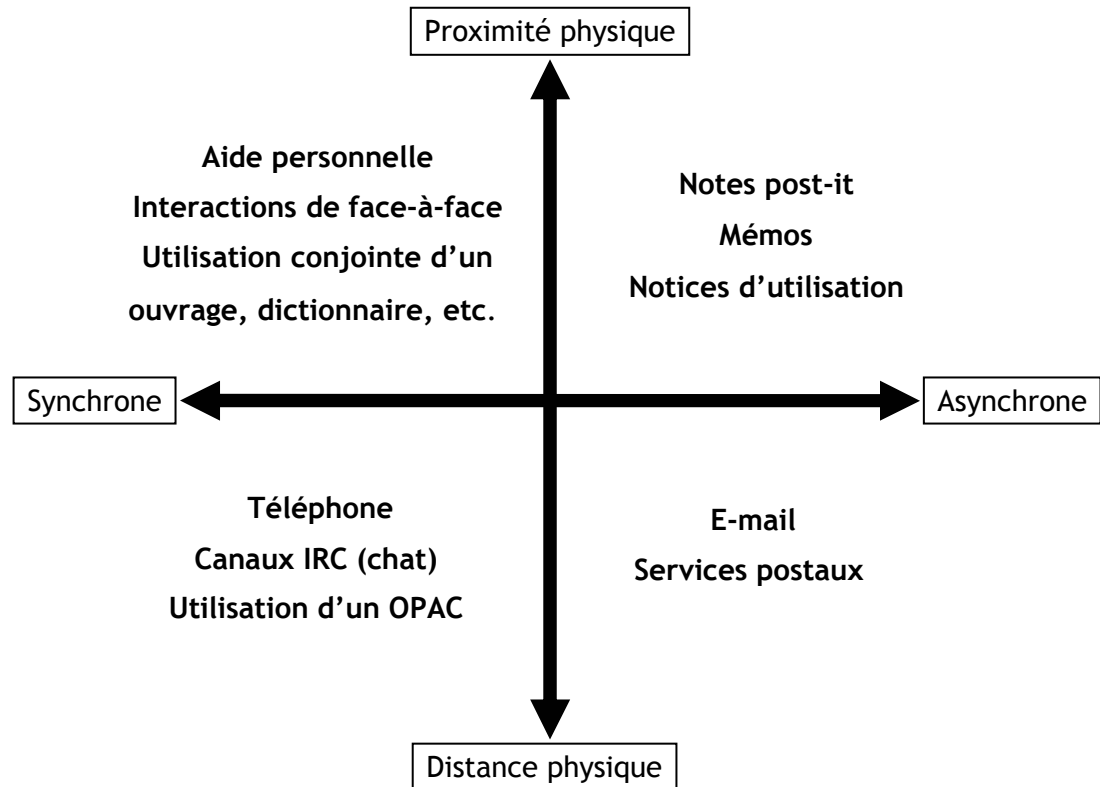 Proximité physique
Aide personnelle
Interactions de face-à-face
Utilisation conjointe d’un
ouvrage, dictionnaire, etc.
Notes post-it
Mémos
Notices d’utilisation
Synchrone
Asynchrone
Téléphone
Canaux IRC (chat)
Utilisation d’un OPAC
E-mail
Services postaux
Distance physique